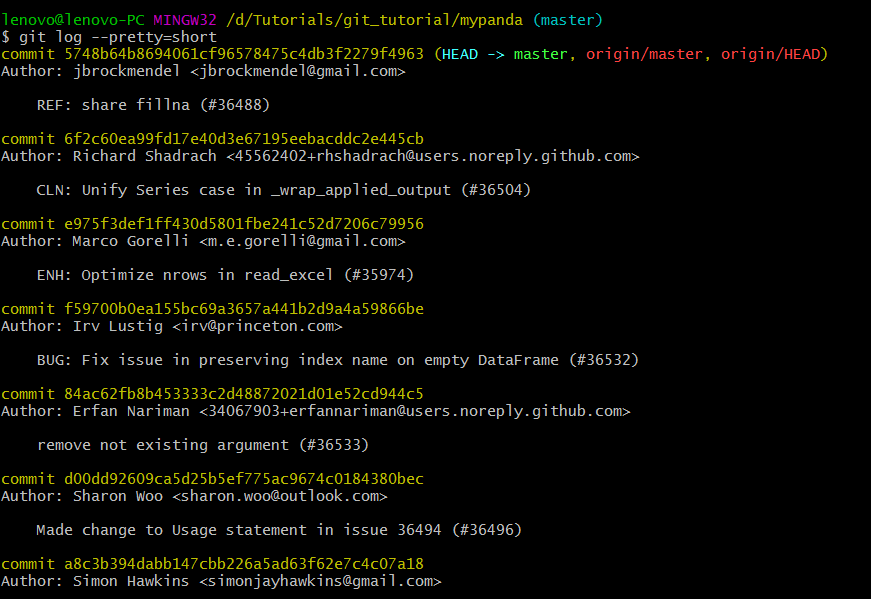 lenovo@lenovo-PC MINGW32 /d/Tutorials/git_tutorial/mypanda (master)
$ git log --pretty=short
commit 5748b64b8694061cf96578475c4db3f2279f4963 (HEAD -> master, origin/master, origin/HEAD)
Author: jbrockmendel <jbrockmendel@gmail.com>
REF: share fillna (#36488)
commit 6f2c60ea99fd17e40d3e67195eebacddc2e445cb
Author: Richard Shadrach <45562402+rhshadrach@users.noreply.github.com>
CLN: Unify Series case in _wrap_applied_output (#36504)
commit e975f3def1ff430d5801fbe241c52d7206c79956
Author: Marco Gorelli <m.e.gorelli@gmail.com>
ENH: Optimize nrows in read_excel (#35974)
commit f59700b0ea155bc69a3657a441b2d9a4a59866be
Author: Irv Lustig <irv@princeton.com>
BUG: Fix issue in preserving index name on empty DataFrame (#36532)
commit 84ac62fb8b453333c2d48872021d01e52cd944c5
Author: Erfan Nariman <34067903+erfannariman@users.noreply.github.com>
remove not existing argument (#36533)
commit d00dd92609ca5d25b5ef775ac9674c0184380bec
Author: Sharon Woo <sharon.woo@outlook.com>
Made change to Usage statement in issue 36494 (#36496)
commit a8c3b394dabb147cbb226a5ad63f62e7c4c07a18
Author: Simon Hawkins <simonjayhawkins@gmail.com>